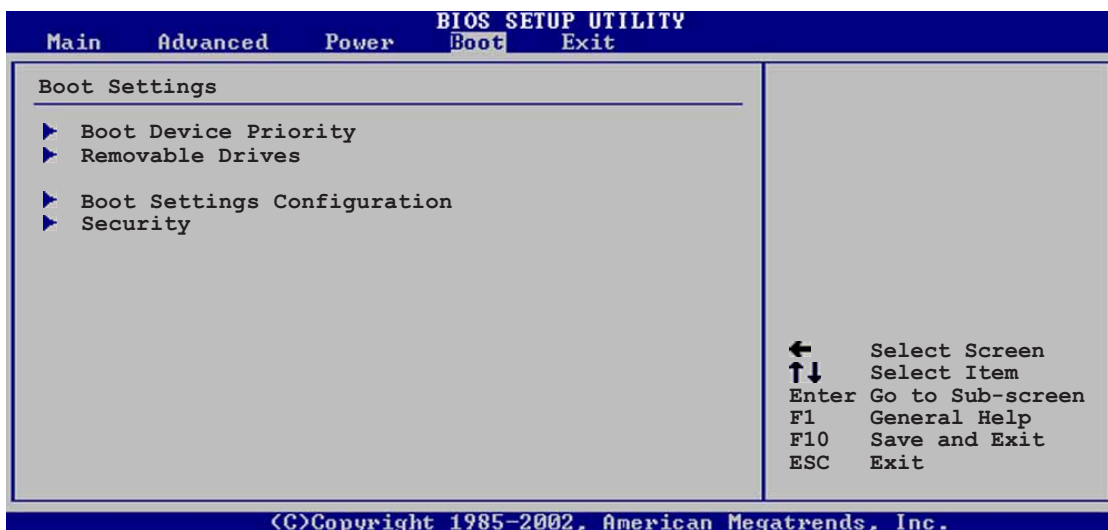 BIOS SETUP UTILITY
Main Advanced Power Boot Exit
Boot Settings
Boot Device Priority
Removable Drives
Boot Settings Configuration
Security
← Select Screen
↑↓ Select Item
Enter Go to Sub-screen
F1 General Help
F10 Save and Exit
ESC Exit
(C)Copyright 1985-2002, American Megatrends, Inc.